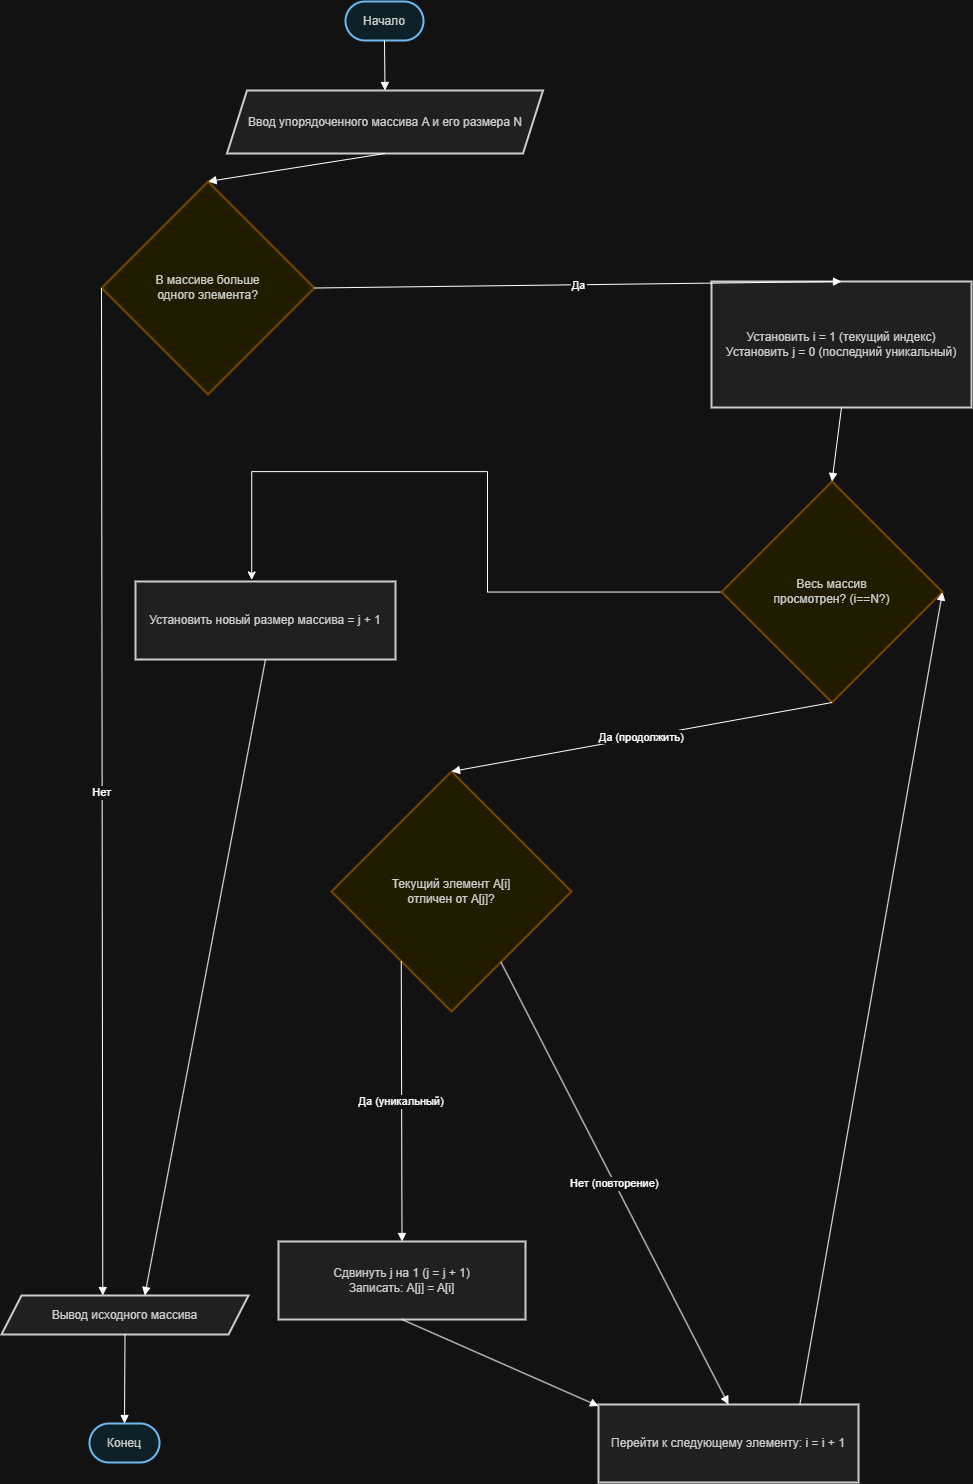 Начало
Ввод упорядоченного массива A и его размера N
В массиве больше
одного элемента?
Да
Установить i = 1 (текущий индекс)
Установить j = 0 (последний уникальный)
Весь массив
просмотрен? (i==N?)
Установить новый размер массива = j + 1
Да (продолжить)
Нет
Текущий элемент A[i]
отличен от A[j]?
Да (уникальный)
Нет (повторение)
Сдвинуть j на 1 (j = j + 1)
Записать: A[j] = A[i]
Вывод исходного массива
Перейти к следующему элементу: i = i + 1
Конец